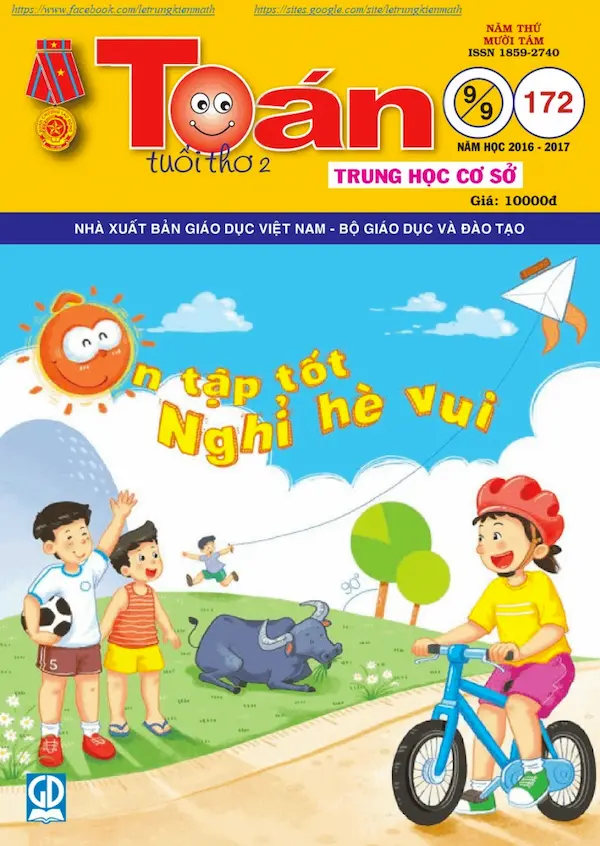 https://www.facebook.com/letrungkienmath
https://sites.google.com/site/letrungkienmath
NĂM THỨ
MƯỜI TÁM
ISSN 1859-2740
Toán
tuổi thơ 2
9/9
172
NĂM HỌC 2016 - 2017
TRUNG HỌC CƠ SỞ
Giá: 10000đ
NHÀ XUẤT BẢN GIÁO DỤC VIỆT NAM - BỘ GIÁO DỤC VÀ ĐÀO TẠO
Ôn tập tốt
Nghỉ hè vui
90°
5
GD